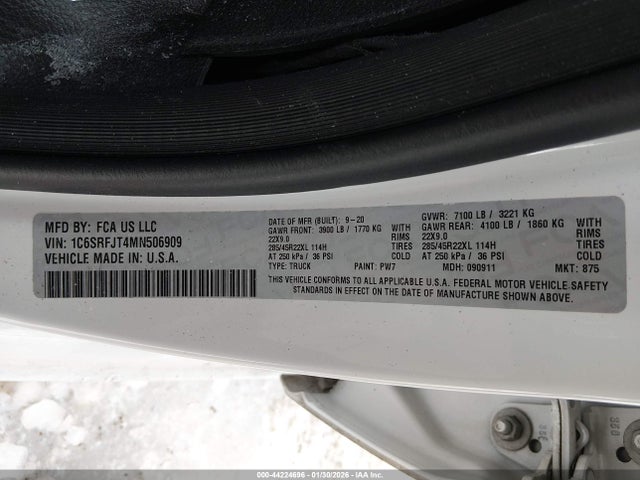 MFD BY: FCA US LLC
VIN: 1C6SRFJT4MN506909
VEHICLE MADE IN: U.S.A.
DATE OF MFR (BUILT): 9-20
GAWR FRONT: 3900 LB / 1770 KG WITH
22X9.0 RIMS
285/45R22XL 114H TIRES
AT 250 kPa / 36 PSI COLD
TYPE: TRUCK PAINT: PW7
GVWR: 7100 LB / 3221 KG
GAWR REAR: 4100 LB / 1860 KG WITH
22X9.0 RIMS
285/45R22XL 114H TIRES
AT 250 kPa / 36 PSI COLD
MDH: 090911 MKT: 875
THIS VEHICLE CONFORMS TO ALL APPLICABLE U.S.A. FEDERAL MOTOR VEHICLE SAFETY
STANDARDS IN EFFECT ON THE DATE OF MANUFACTURE SHOWN ABOVE.
360
000-44224696 - 01/30/2026 - IAAI.COM